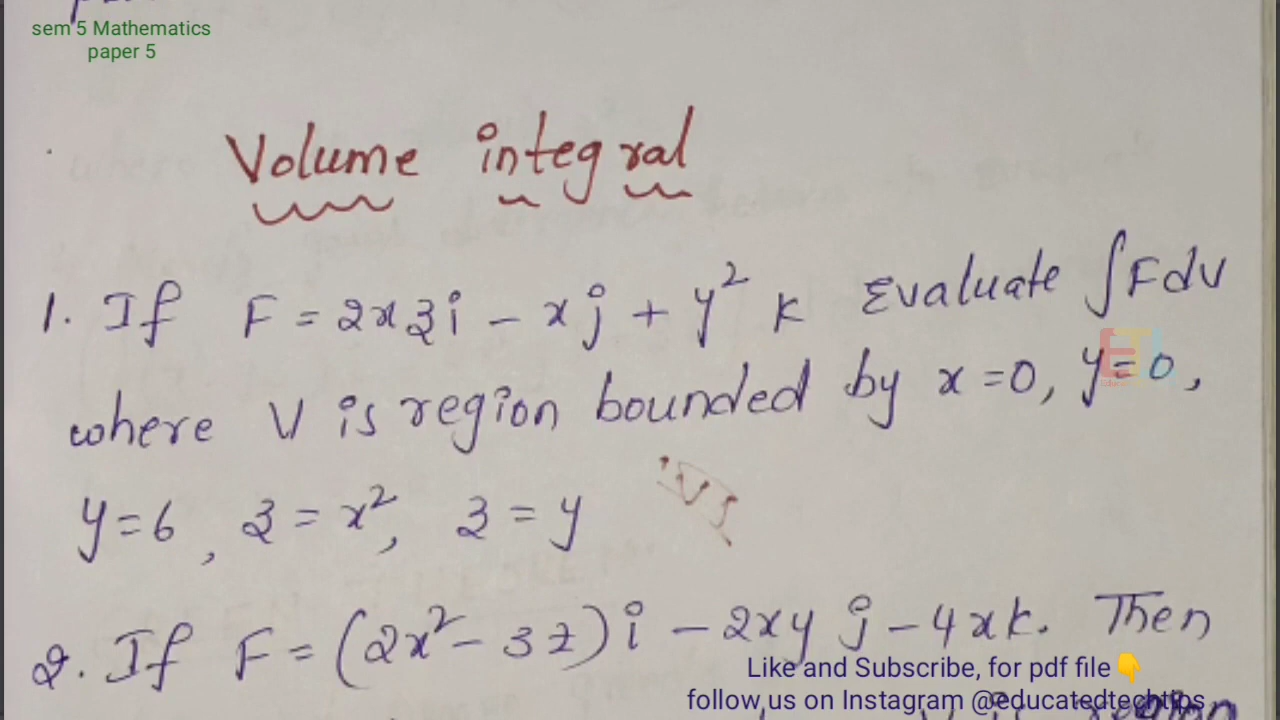 sem 5 Mathematics
paper 5
Volume integral
1. If F = 2xzi - xj + y² k Evaluate ∫Fdv
where V is region bounded by x=0, y=0,
y=6, z = x², z = y
2. If F = (2x² - 3z)i - 2xy j - 4xk. Then
Like and Subscribe, for pdf file👇
follow us on Instagram @educatedtechtips
region